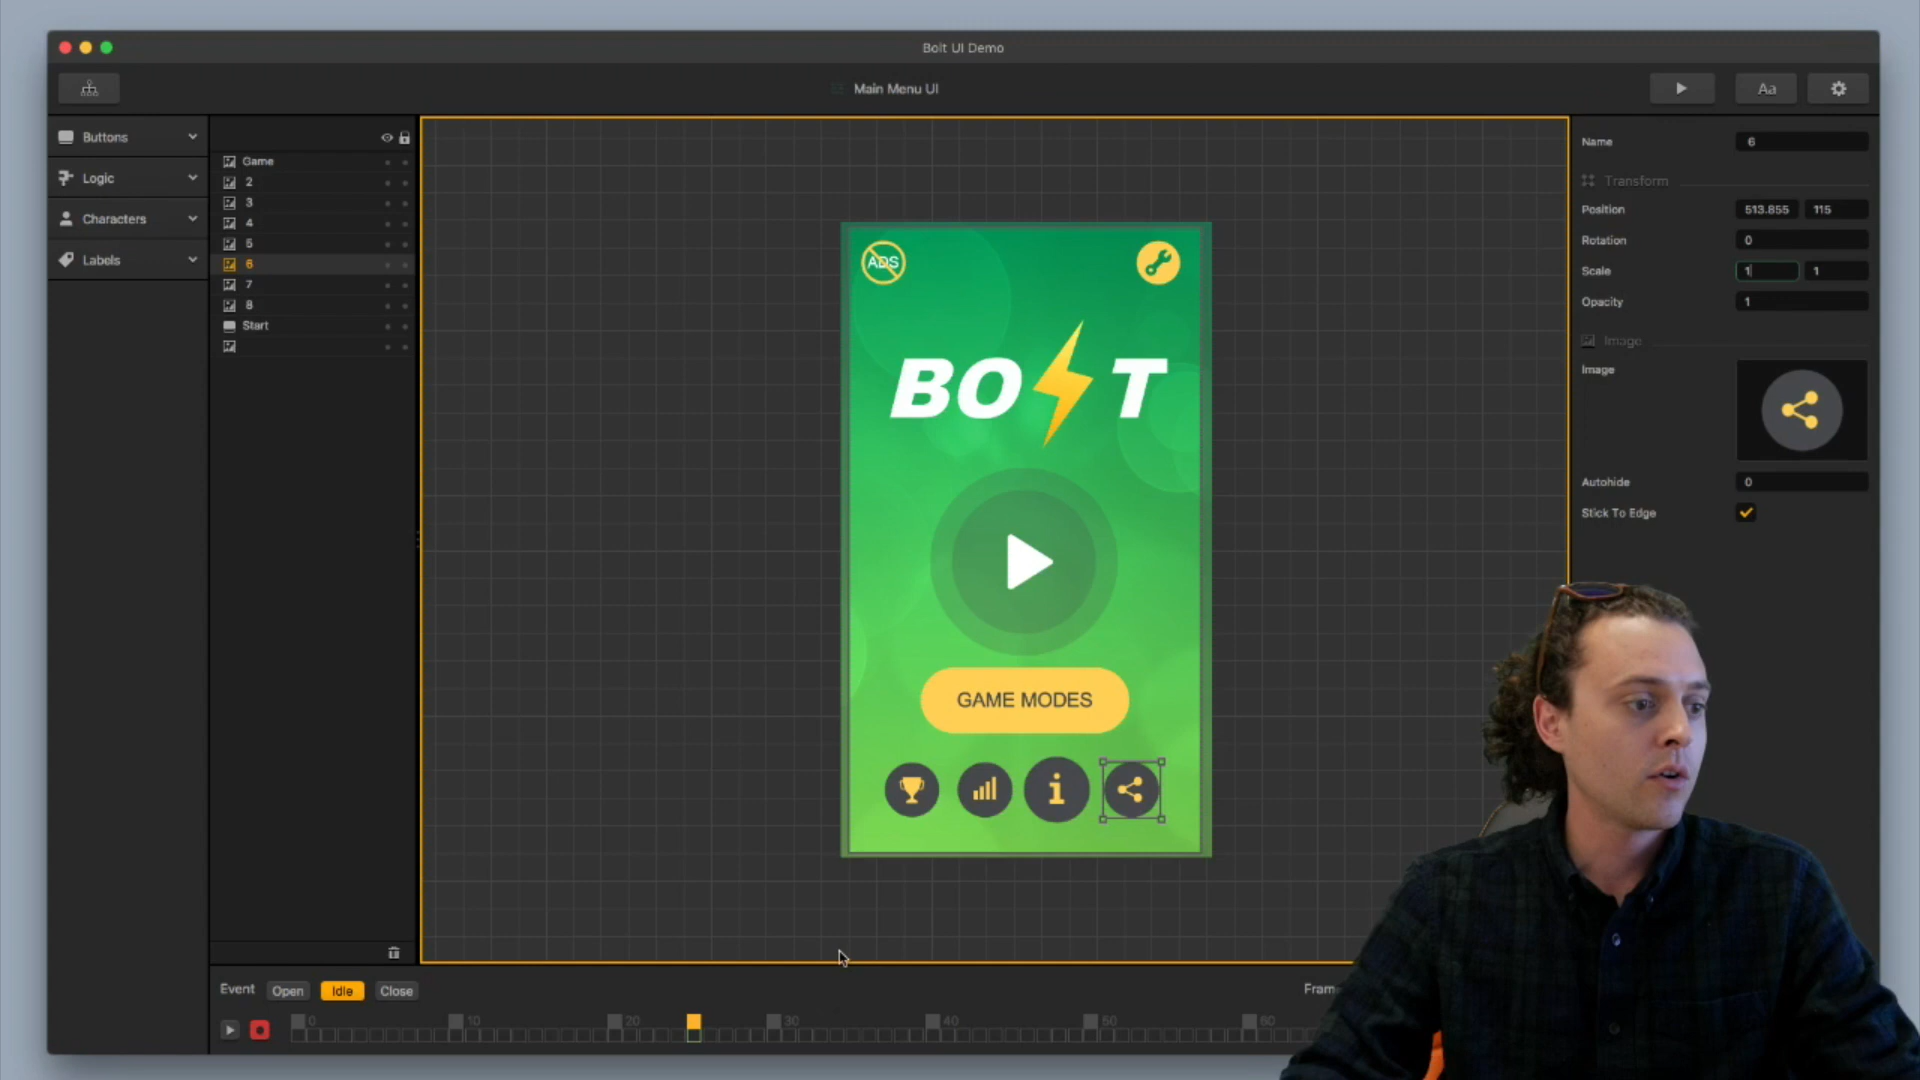 Bolt UI Demo
Main Menu UI
Aa
Buttons
Logic
Characters
Labels
Game
2
3
4
5
6
7
8
Start
ADS
BO T
GAME MODES
i
Name 6
Transform
Position 513.855 115
Rotation 0
Scale 1 1
Opacity 1
Image
Image
Autohide 0
Stick To Edge
Event Open Idle Close
Fram
0 10 20 30 40 50 60